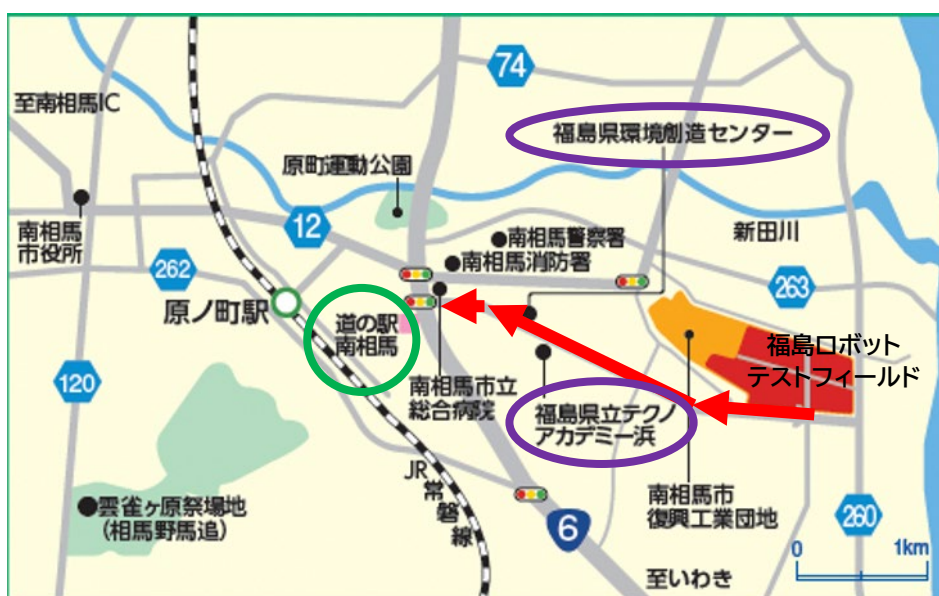 74
至南相馬IC
福島県環境創造センター
原町運動公園
南相馬
市役所
12
南相馬警察署
南相馬消防署
新田川
262
263
原ノ町駅
道の駅
南相馬
福島ロボット
テストフィールド
120
南相馬市立
総合病院
福島県立テクノ
アカデミー浜
JR常磐線
雲雀ヶ原祭場地
(相馬野馬追)
南相馬市
復興工業団地
6
260
0 1km
至いわき